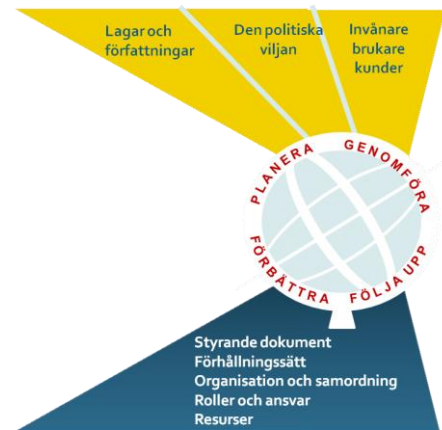 Lagar och
författningar
Den politiska
viljan
Invånare
brukare
kunder
PLANERA
GENOMFÖRA
FÖLJA UPP
FÖRBÄTTRA
Styrande dokument
Förhållningssätt
Organisation och samordning
Roller och ansvar
Resurser